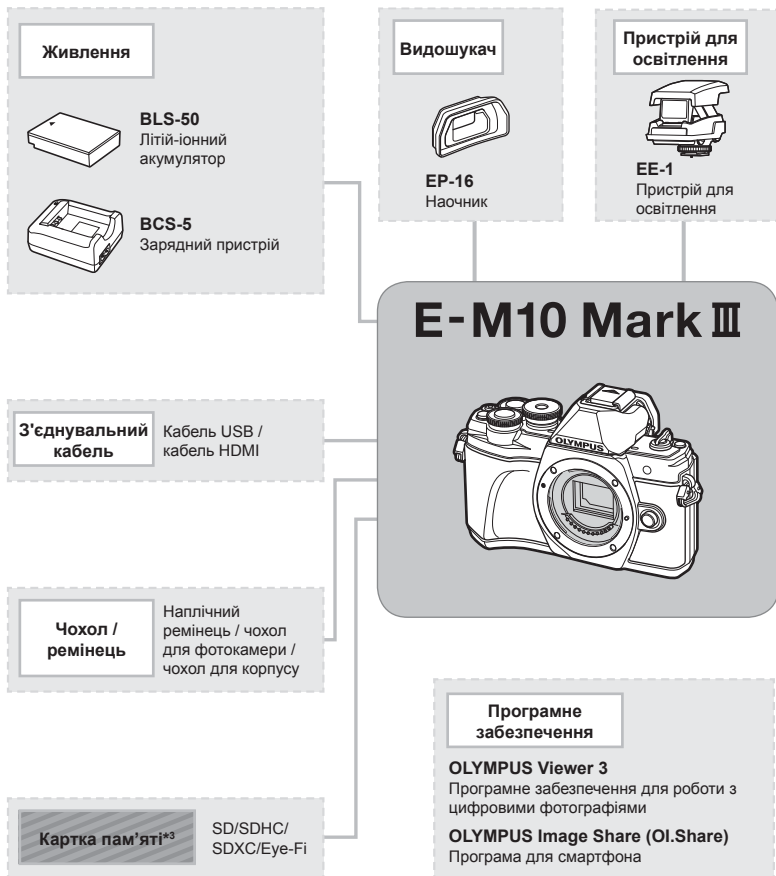 Живлення
BLS-50
Літій-іонний
акумулятор
BCS-5
Зарядний пристрій
Видошукач
EP-16
Наочник
Пристрій для
освітлення
EE-1
Пристрій для
освітлення
E-M10 Mark III
OLYMPUS
З'єднувальний
кабель
Кабель USB /
кабель HDMI
Чохол /
ремінець
Наплічний
ремінець / чохол
для фотокамери /
чохол для корпусу
Картка пам’яті*3
SD/SDHC/
SDXC/Eye-Fi
Програмне
забезпечення
OLYMPUS Viewer 3
Програмне забезпечення для роботи з
цифровими фотографіями
OLYMPUS Image Share (OI.Share)
Програма для смартфона